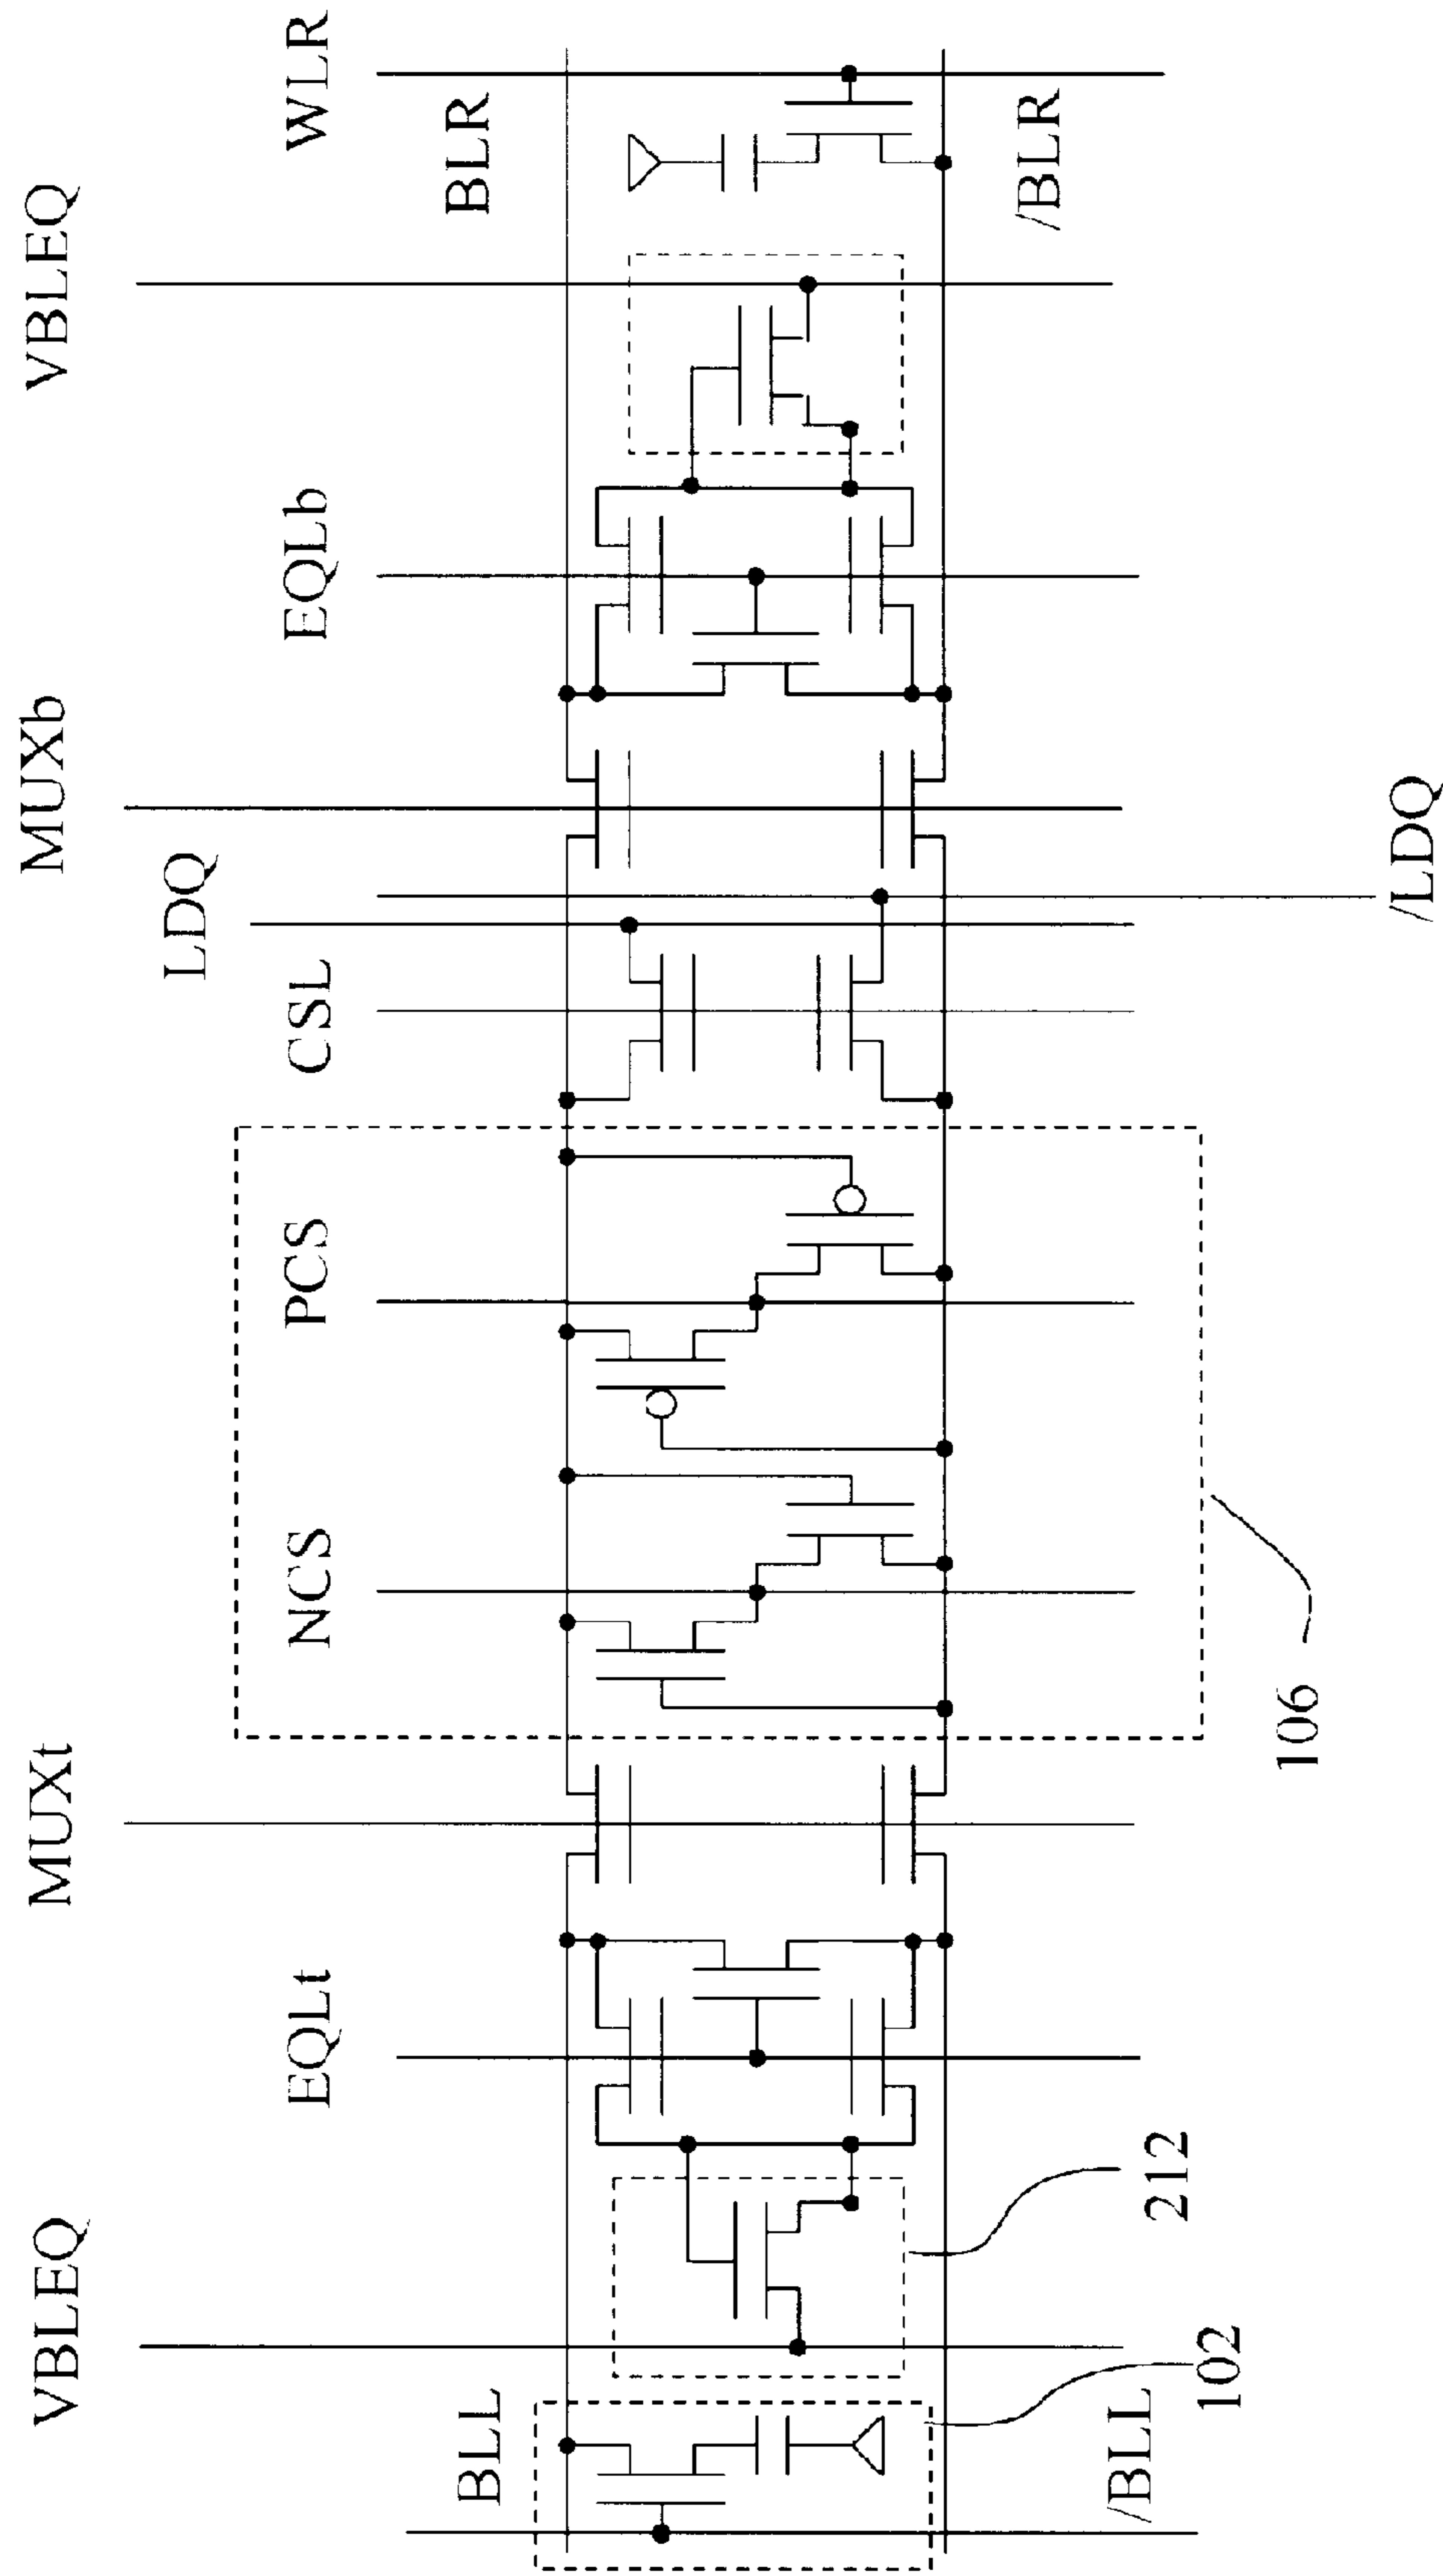 VBLEQ
BLL
/BLL
102
212
EQLt
MUXt
NCS
PCS
106
CSL
LDQ
/LDQ
MUXb
EQLb
VBLEQ
BLR
/BLR
WLR